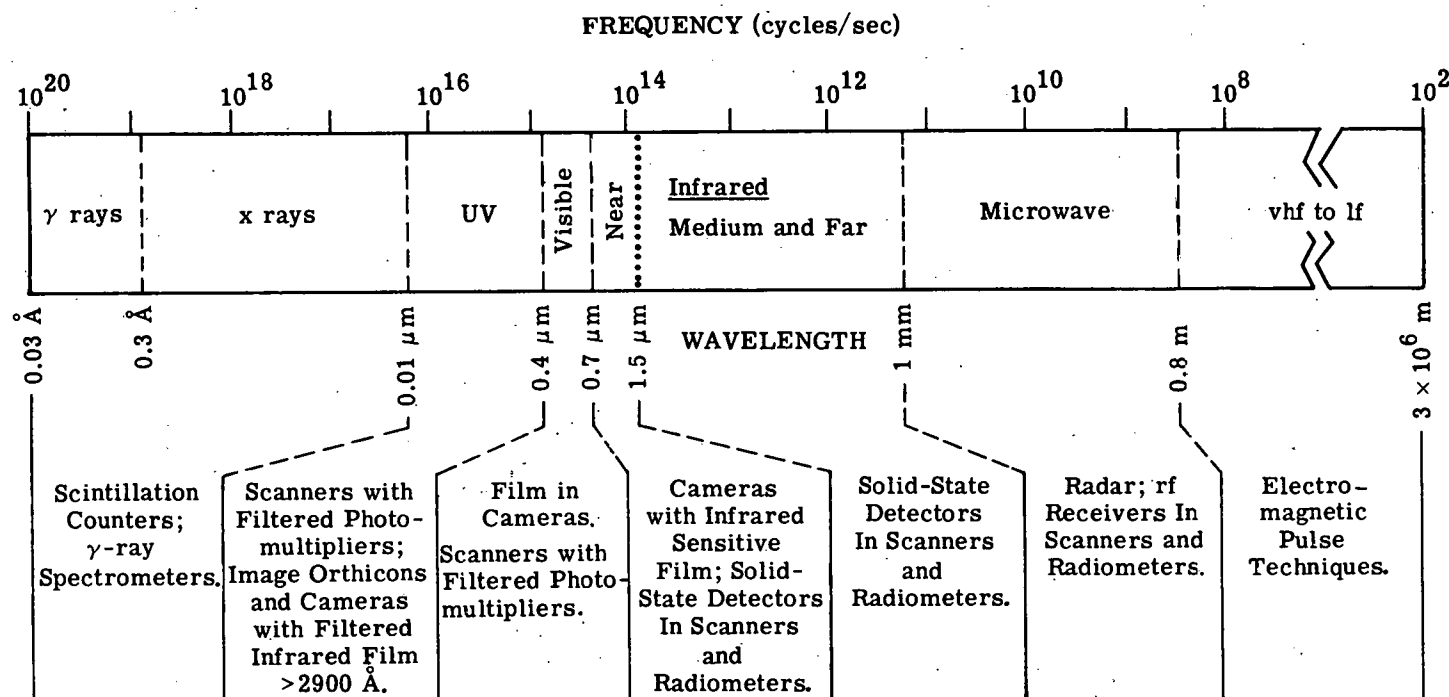 FREQUENCY (cycles/sec)
10^20 10^18 10^16 10^14 10^12 10^10 10^8 10^2
γ rays
x rays
UV
Visible
Near
Infrared
Medium and Far
Microwave
vhf to lf
0.03 Å
0.3 Å
0.01 μm
0.4 μm
0.7 μm
1.5 μm
WAVELENGTH
1 mm
0.8 m
3 × 10^6 m
Scintillation
Counters;
γ-ray
Spectrometers.
Scanners with
Filtered Photo-
multipliers;
Image Orthicons
and Cameras
with Filtered
Infrared Film
>2900 Å.
Film in
Cameras.
Scanners with
Filtered Photo-
multipliers.
Cameras
with Infrared
Sensitive
Film; Solid-
State Detectors
In Scanners
and
Radiometers.
Solid-State
Detectors
In Scanners
and
Radiometers.
Radar; rf
Receivers In
Scanners and
Radiometers.
Electro-
magnetic
Pulse
Techniques.